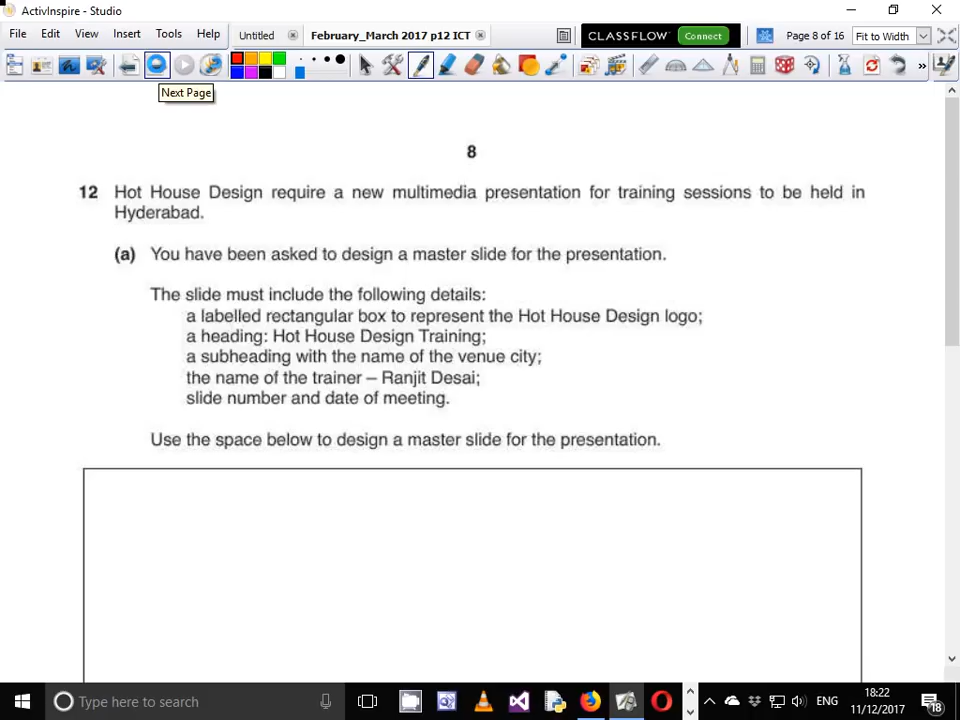 ActivInspire - Studio
File Edit View Insert Tools Help Untitled February_March 2017 p12 ICT CLASSFLOW Connect Page 8 of 16 Fit to Width
»
Next Page
8
12 Hot House Design require a new multimedia presentation for training sessions to be held in
Hyderabad.
(a) You have been asked to design a master slide for the presentation.
The slide must include the following details:
a labelled rectangular box to represent the Hot House Design logo;
a heading: Hot House Design Training;
a subheading with the name of the venue city;
the name of the trainer – Ranjit Desai;
slide number and date of meeting.
Use the space below to design a master slide for the presentation.
Type here to search
ENG
18:22
11/12/2017
18